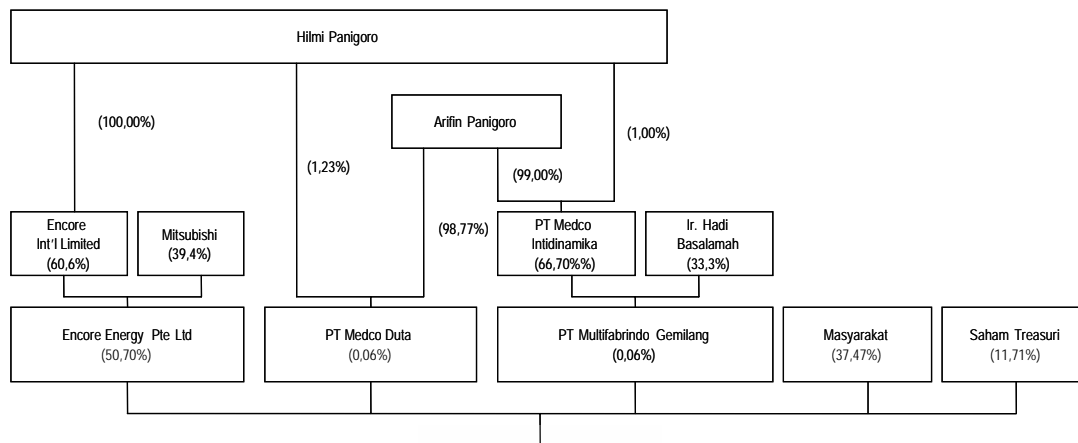 Hilmi Panigoro
Arifin Panigoro
(100,00%)
(1,00%)
(1,23%)
(99,00%)
(98,77%)
Encore
Int'l Limited
(60,6%)
Mitsubishi
(39,4%)
PT Medco
Intidinamika
(66,70%%)
Ir. Hadi
Basalamah
(33,3%)
Encore Energy Pte Ltd
(50,70%)
PT Medco Duta
(0,06%)
PT Multifabrindo Gemilang
(0,06%)
Masyarakat
(37,47%)
Saham Treasuri
(11,71%)